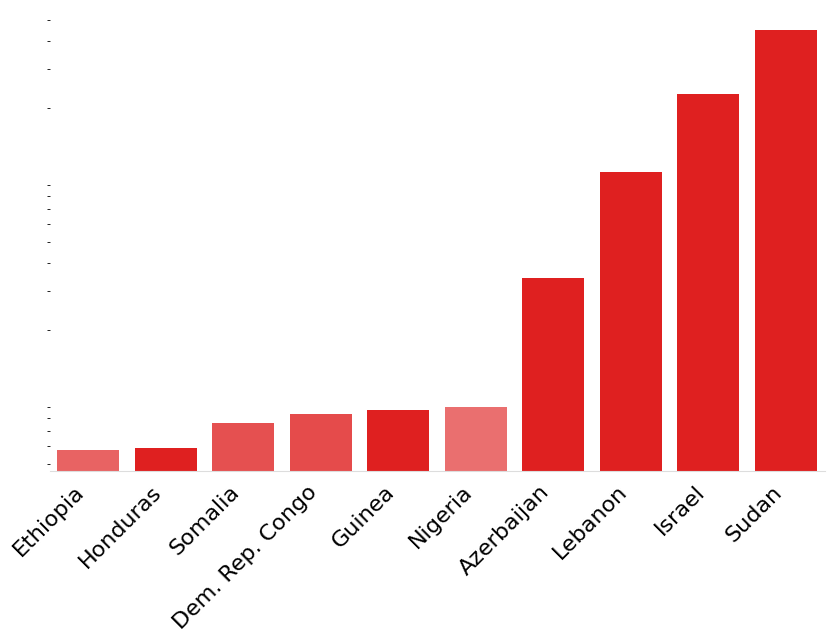 Ethiopia
Honduras
Somalia
Dem. Rep. Congo
Guinea
Nigeria
Azerbaijan
Lebanon
Israel
Sudan